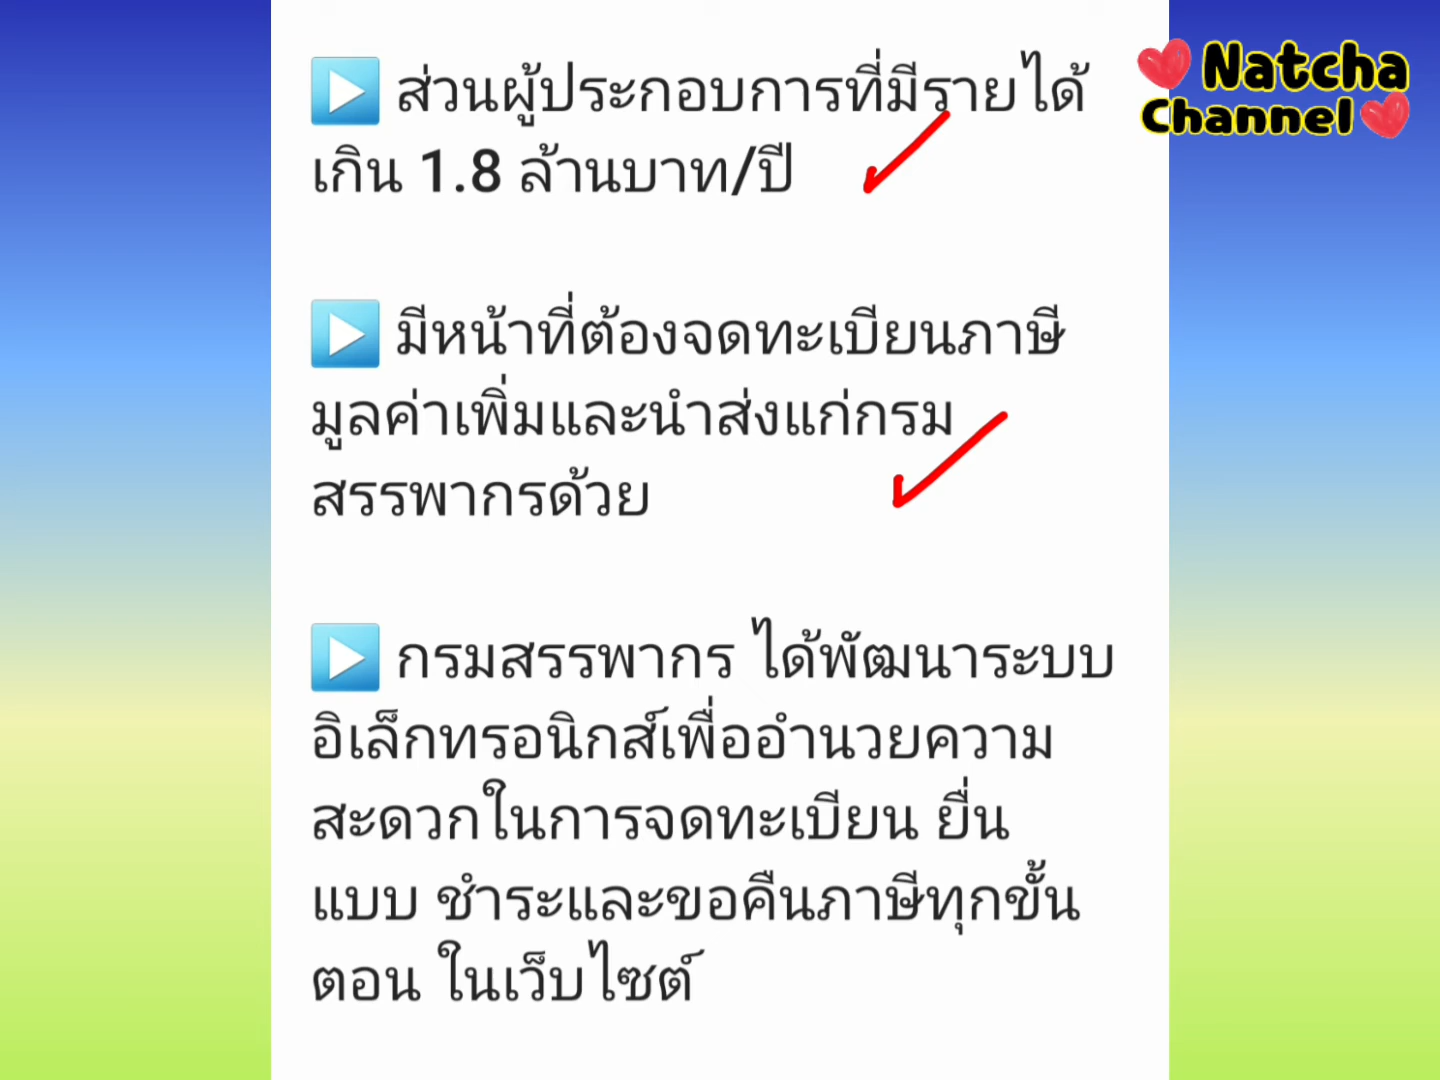 ▶ ส่วนผู้ประกอบการที่มีรายได้
เกิน 1.8 ล้านบาท/ปี
▶ มีหน้าที่ต้องจดทะเบียนภาษี
มูลค่าเพิ่มและนำส่งแก่กรม
สรรพากรด้วย
▶ กรมสรรพากร ได้พัฒนาระบบ
อิเล็กทรอนิกส์เพื่ออำนวยความ
สะดวกในการจดทะเบียน ยื่น
แบบ ชำระและขอคืนภาษีทุกขั้น
ตอน ในเว็บไซต์
Natcha
Channel